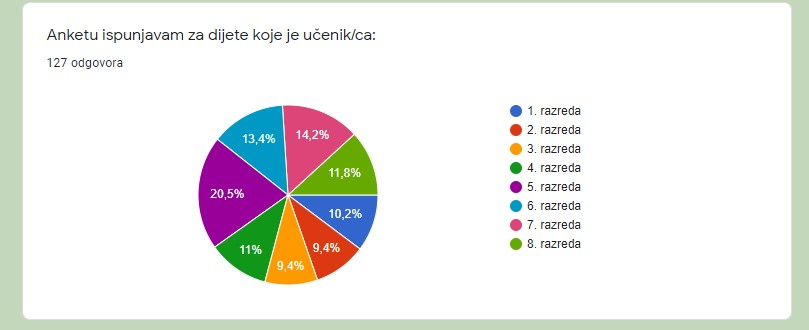 Anketu ispunjavam za dijete koje je učenik/ca:
127 odgovora
13,4%
14,2%
11,8%
20,5%
10,2%
11%
9,4%
9,4%
1. razreda
2. razreda
3. razreda
4. razreda
5. razreda
6. razreda
7. razreda
8. razreda